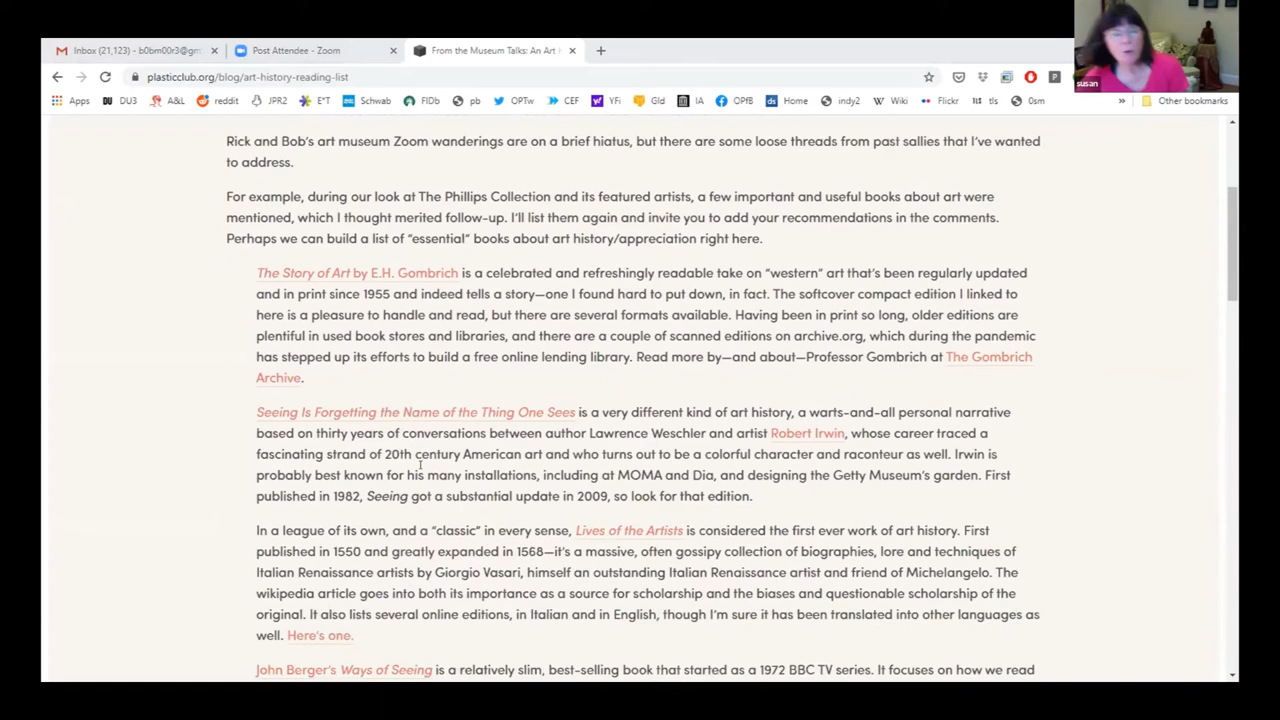 Inbox (21,123) - b0bm00r3@gm
Post Attendee - Zoom
From the Museum Talks: An Art
plasticclub.org/blog/art-history-reading-list
Apps DU3 A&L reddit JPR2 E*T Schwab FIDb pb OPTw CEF YFi GId IA OPfB Home indy2 Wiki Flickr tls 0sm » Other bookmarks
susan
Rick and Bob's art museum Zoom wanderings are on a brief hiatus, but there are some loose threads from past sallies that I've wanted
to address.
For example, during our look at The Phillips Collection and its featured artists, a few important and useful books about art were
mentioned, which I thought merited follow-up. I'll list them again and invite you to add your recommendations in the comments.
Perhaps we can build a list of "essential" books about art history/appreciation right here.
The Story of Art by E.H. Gombrich is a celebrated and refreshingly readable take on "western" art that's been regularly updated
and in print since 1955 and indeed tells a story—one I found hard to put down, in fact. The softcover compact edition I linked to
here is a pleasure to handle and read, but there are several formats available. Having been in print so long, older editions are
plentiful in used book stores and libraries, and there are a couple of scanned editions on archive.org, which during the pandemic
has stepped up its efforts to build a free online lending library. Read more by—and about—Professor Gombrich at The Gombrich
Archive.
Seeing Is Forgetting the Name of the Thing One Sees is a very different kind of art history, a warts-and-all personal narrative
based on thirty years of conversations between author Lawrence Weschler and artist Robert Irwin, whose career traced a
fascinating strand of 20th century American art and who turns out to be a colorful character and raconteur as well. Irwin is
probably best known for his many installations, including at MOMA and Dia, and designing the Getty Museum's garden. First
published in 1982, Seeing got a substantial update in 2009, so look for that edition.
In a league of its own, and a "classic" in every sense, Lives of the Artists is considered the first ever work of art history. First
published in 1550 and greatly expanded in 1568—it's a massive, often gossipy collection of biographies, lore and techniques of
Italian Renaissance artists by Giorgio Vasari, himself an outstanding Italian Renaissance artist and friend of Michelangelo. The
wikipedia article goes into both its importance as a source for scholarship and the biases and questionable scholarship of the
original. It also lists several online editions, in Italian and in English, though I'm sure it has been translated into other languages as
well. Here's one.
John Berger's Ways of Seeing is a relatively slim, best-selling book that started as a 1972 BBC TV series. It focuses on how we read